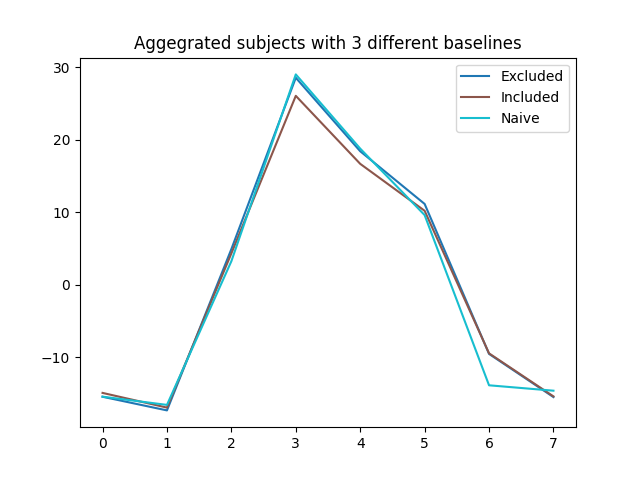 Aggegrated subjects with 3 different baselines
30
20
10
0
−10
0 1 2 3 4 5 6 7
Excluded
Included
Naive